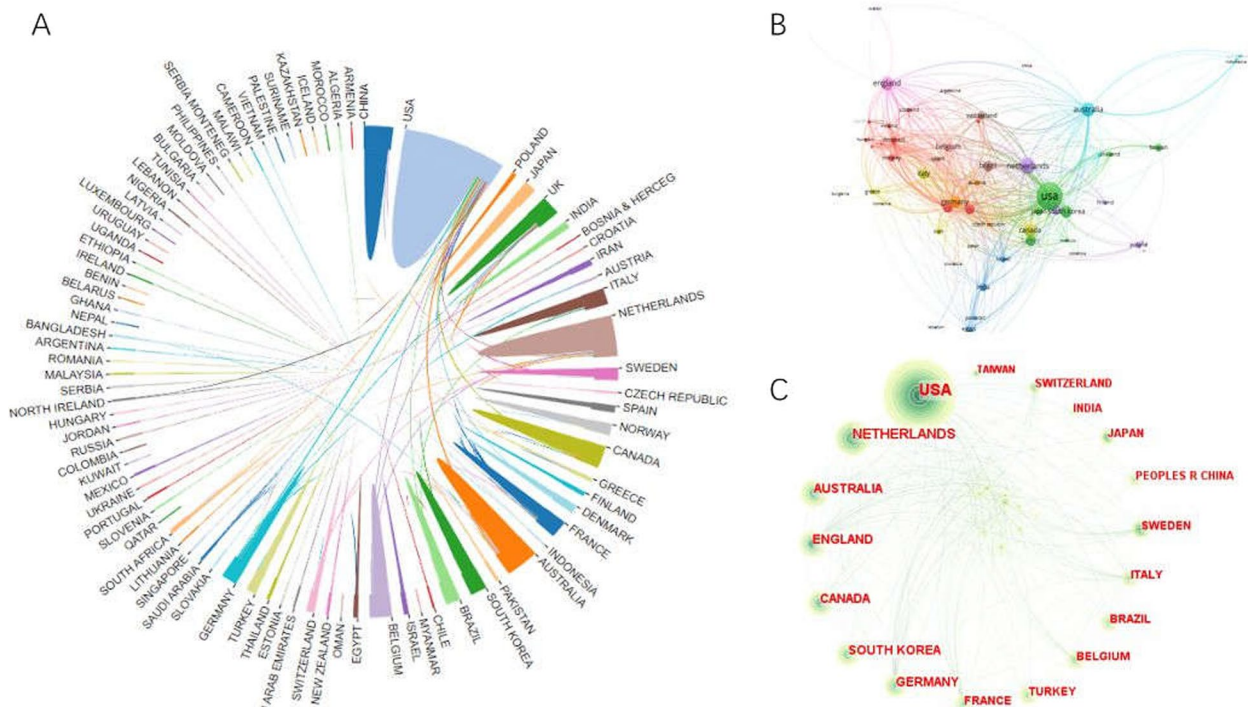 A
CHINA
USA
POLAND
JAPAN
UK
INDIA
BOSNIA & HERCEG
CROATIA
IRAN
AUSTRIA
ITALY
NETHERLANDS
SWEDEN
CZECH REPUBLIC
SPAIN
NORWAY
CANADA
GREECE
FINLAND
DENMARK
FRANCE
INDONESIA
AUSTRALIA
PAKISTAN
SOUTH KOREA
BRAZIL
CHILE
MYANMAR
ISRAEL
BELGIUM
EGYPT
OMAN
NEW ZEALAND
SWITZERLAND
ARAB EMIRATES
ESTONIA
THAILAND
TURKEY
GERMANY
SLOVAKIA
SAUDI ARABIA
SINGAPORE
LITHUANIA
SOUTH AFRICA
QATAR
SLOVENIA
PORTUGAL
UKRAINE
MEXICO
KUWAIT
COLOMBIA
RUSSIA
JORDAN
HUNGARY
NORTH IRELAND
SERBIA
MALAYSIA
ROMANIA
ARGENTINA
BANGLADESH
NEPAL
GHANA
BELARUS
BENIN
IRELAND
ETHIOPIA
UGANDA
URUGUAY
LUXEMBOURG
LATVIA
NIGERIA
LEBANON
TUNISIA
BULGARIA
MOLDOVA
PHILIPPINES
MALAWI
SERBIA MONTENEG
CAMEROON
VIETNAM
PALESTINE
SURINAME
KAZAKHSTAN
ICELAND
MOROCCO
ALGERIA
ARMENIA
B
england
australia
switzerland
belgium
netherlands
brazil
italy
usa
germany
south korea
canada
C
USA
TAIWAN
SWITZERLAND
INDIA
NETHERLANDS
JAPAN
PEOPLES R CHINA
AUSTRALIA
SWEDEN
ENGLAND
ITALY
CANADA
BRAZIL
SOUTH KOREA
BELGIUM
GERMANY
TURKEY
FRANCE